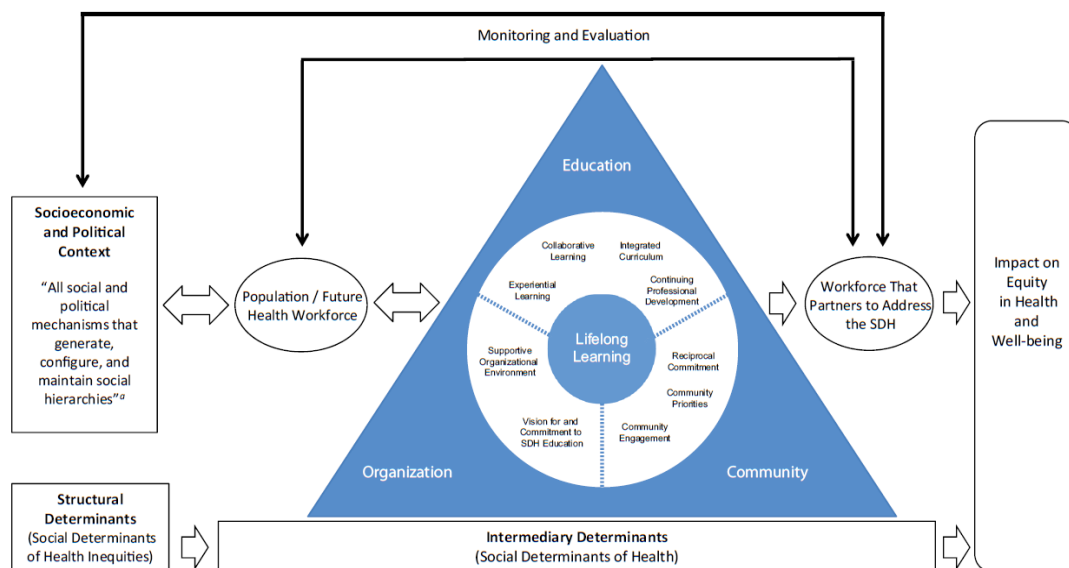 Monitoring and Evaluation
Education
Socioeconomic
and Political
Context
“All social and
political
mechanisms that
generate,
configure, and
maintain social
hierarchies”a
Population / Future
Health Workforce
Collaborative
Learning
Integrated
Curriculum
Experiential
Learning
Continuing
Professional
Development
Lifelong
Learning
Supportive
Organizational
Environment
Reciprocal
Commitment
Community
Priorities
Vision for and
Commitment to
SDH Education
Community
Engagement
Organization
Community
Workforce That
Partners to Address
the SDH
Impact on
Equity
in Health
and
Well-being
Structural
Determinants
(Social Determinants
of Health Inequities)
Intermediary Determinants
(Social Determinants of Health)